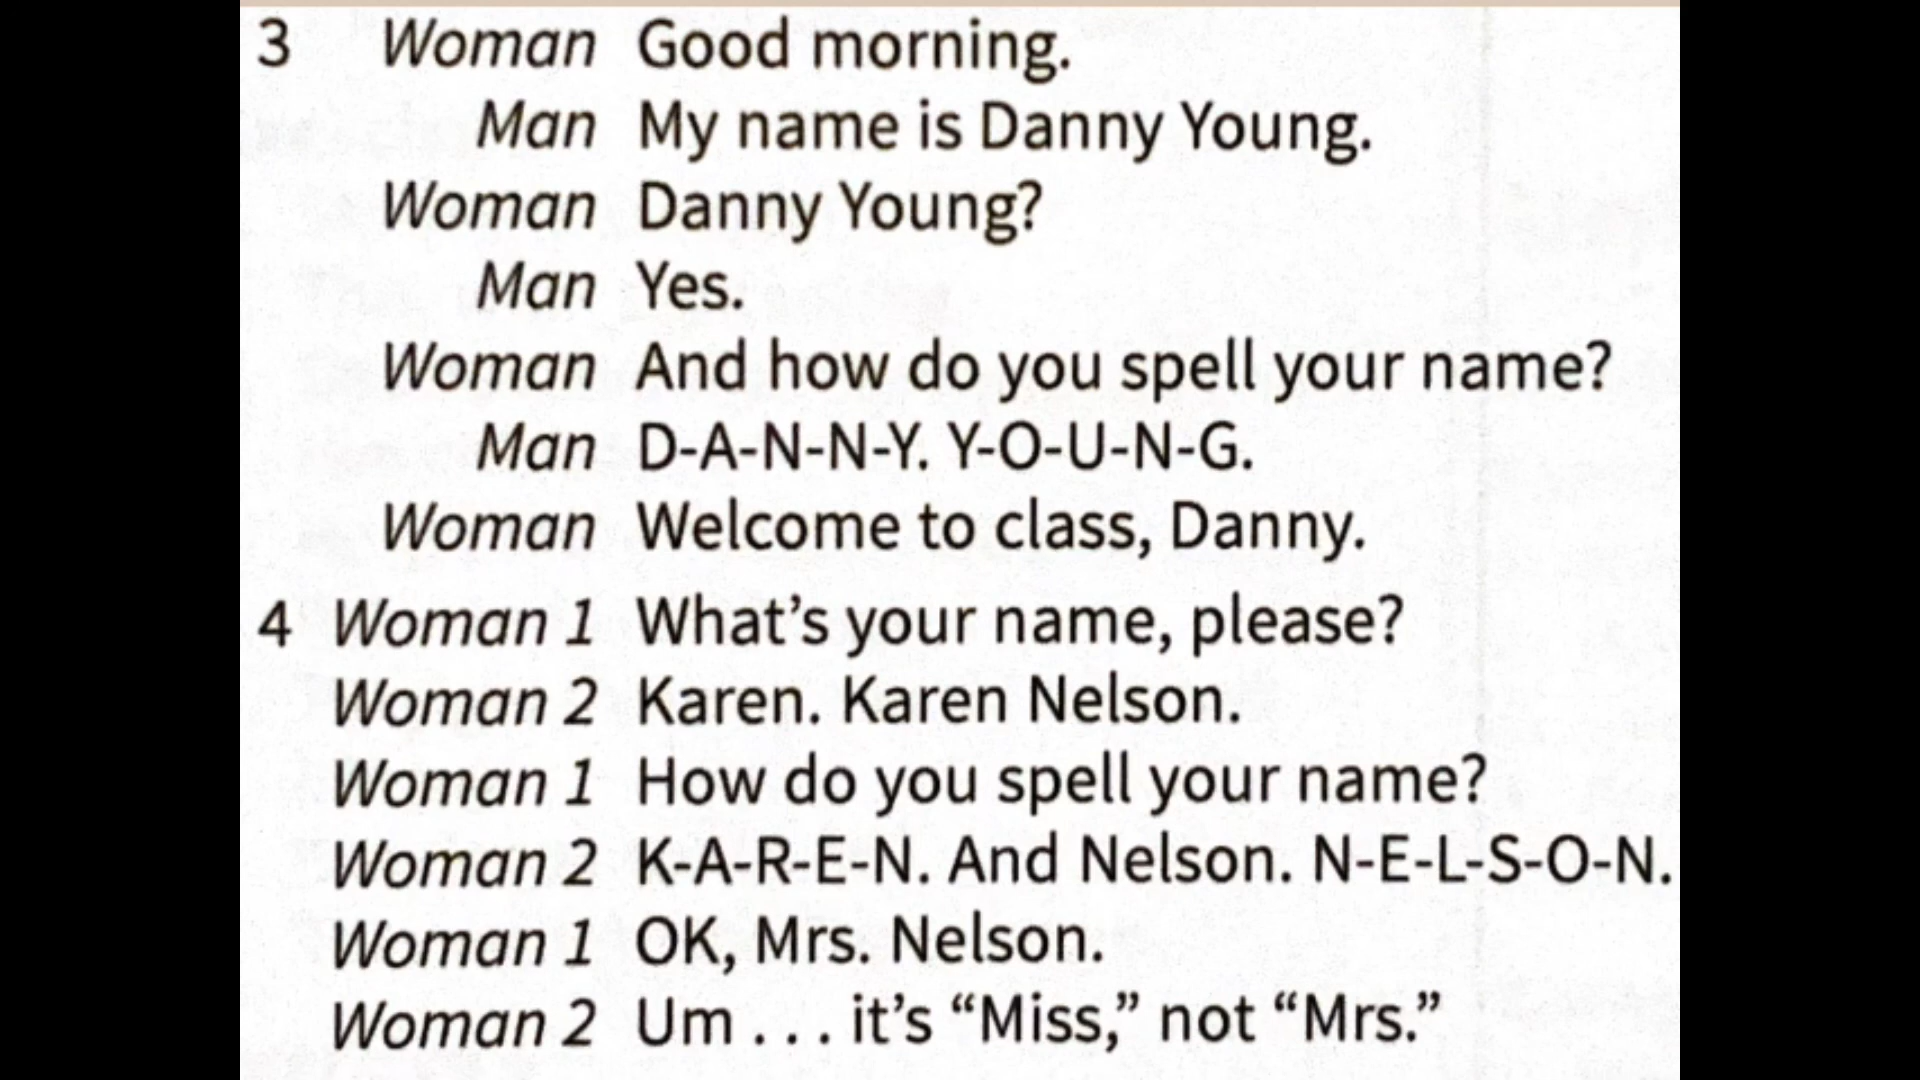 3 Woman Good morning.
Man My name is Danny Young.
Woman Danny Young?
Man Yes.
Woman And how do you spell your name?
Man D-A-N-N-Y. Y-O-U-N-G.
Woman Welcome to class, Danny.
4 Woman 1 What’s your name, please?
Woman 2 Karen. Karen Nelson.
Woman 1 How do you spell your name?
Woman 2 K-A-R-E-N. And Nelson. N-E-L-S-O-N.
Woman 1 OK, Mrs. Nelson.
Woman 2 Um . . . it’s “Miss,” not “Mrs.”